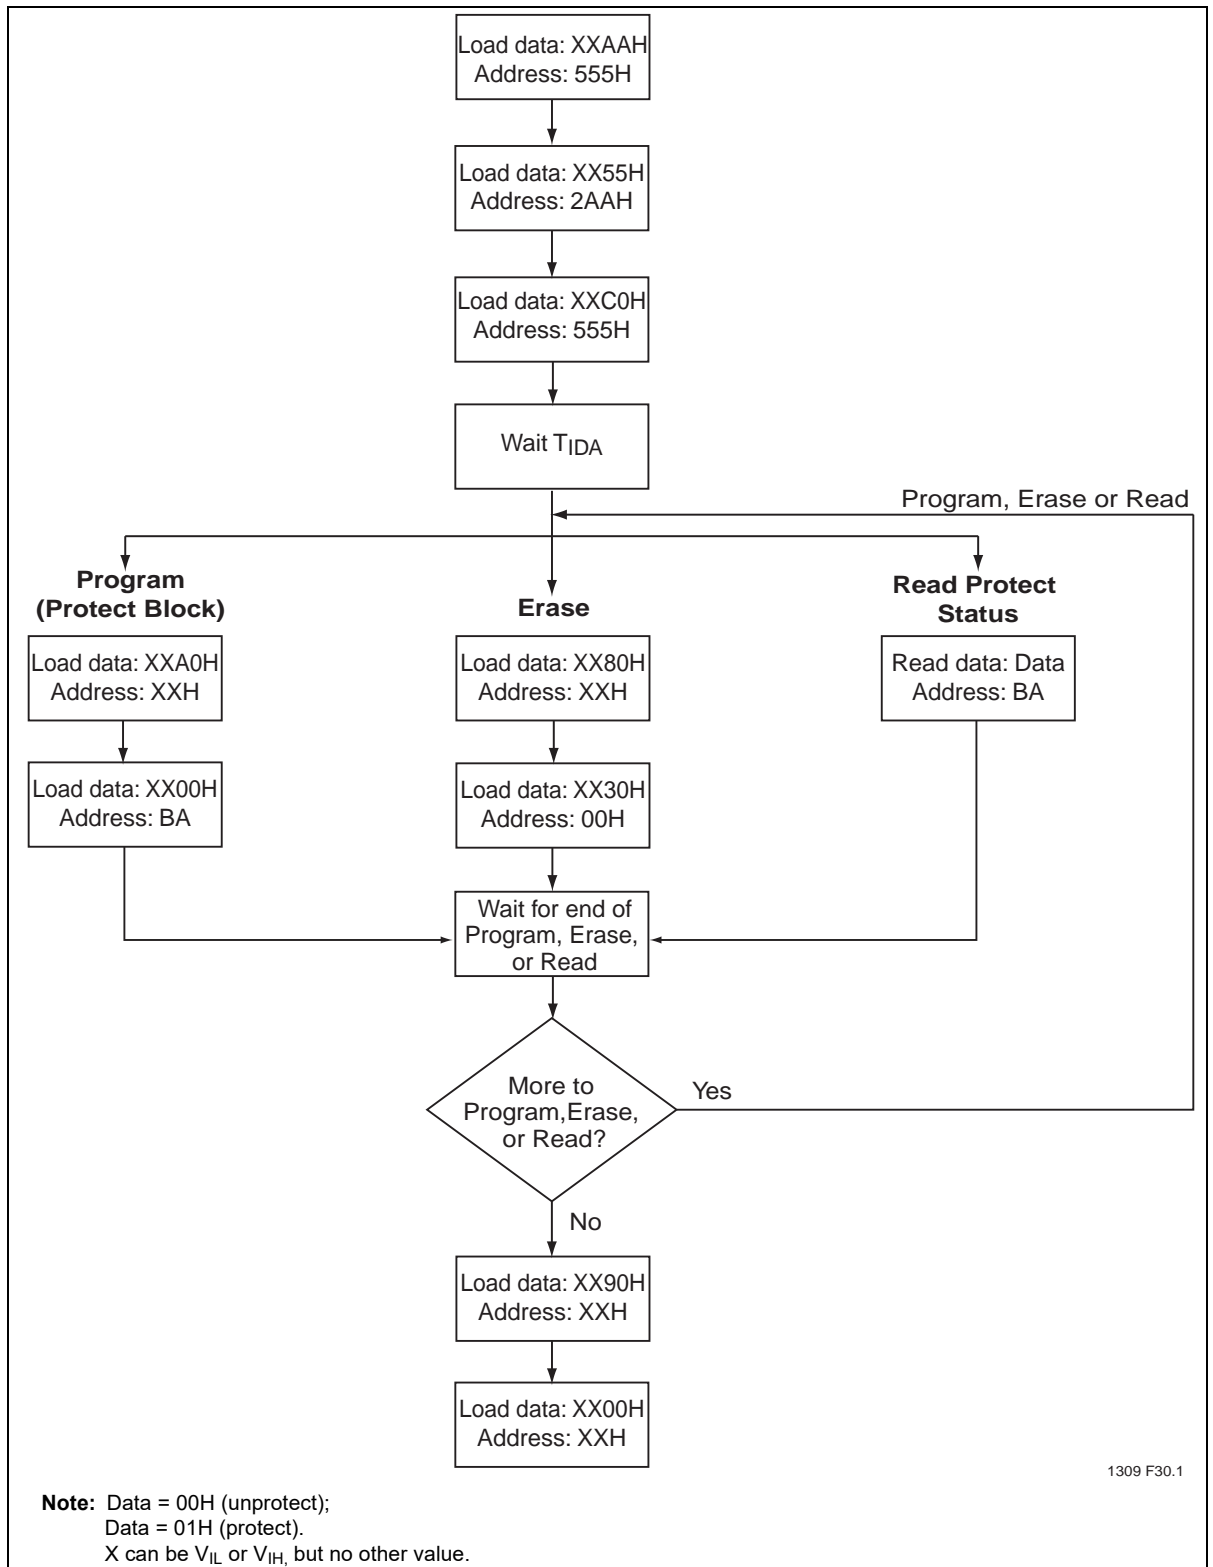 Load data: XXAAH
Address: 555H
Load data: XX55H
Address: 2AAH
Load data: XXC0H
Address: 555H
Wait TIDA
Program, Erase or Read
Program
(Protect Block)
Erase
Read Protect
Status
Load data: XXA0H
Address: XXH
Load data: XX80H
Address: XXH
Read data: Data
Address: BA
Load data: XX00H
Address: BA
Load data: XX30H
Address: 00H
Wait for end of
Program, Erase,
or Read
More to
Program,Erase,
or Read?
Yes
No
Load data: XX90H
Address: XXH
Load data: XX00H
Address: XXH
1309 F30.1
Note: Data = 00H (unprotect);
Data = 01H (protect).
X can be VIL or VIH, but no other value.